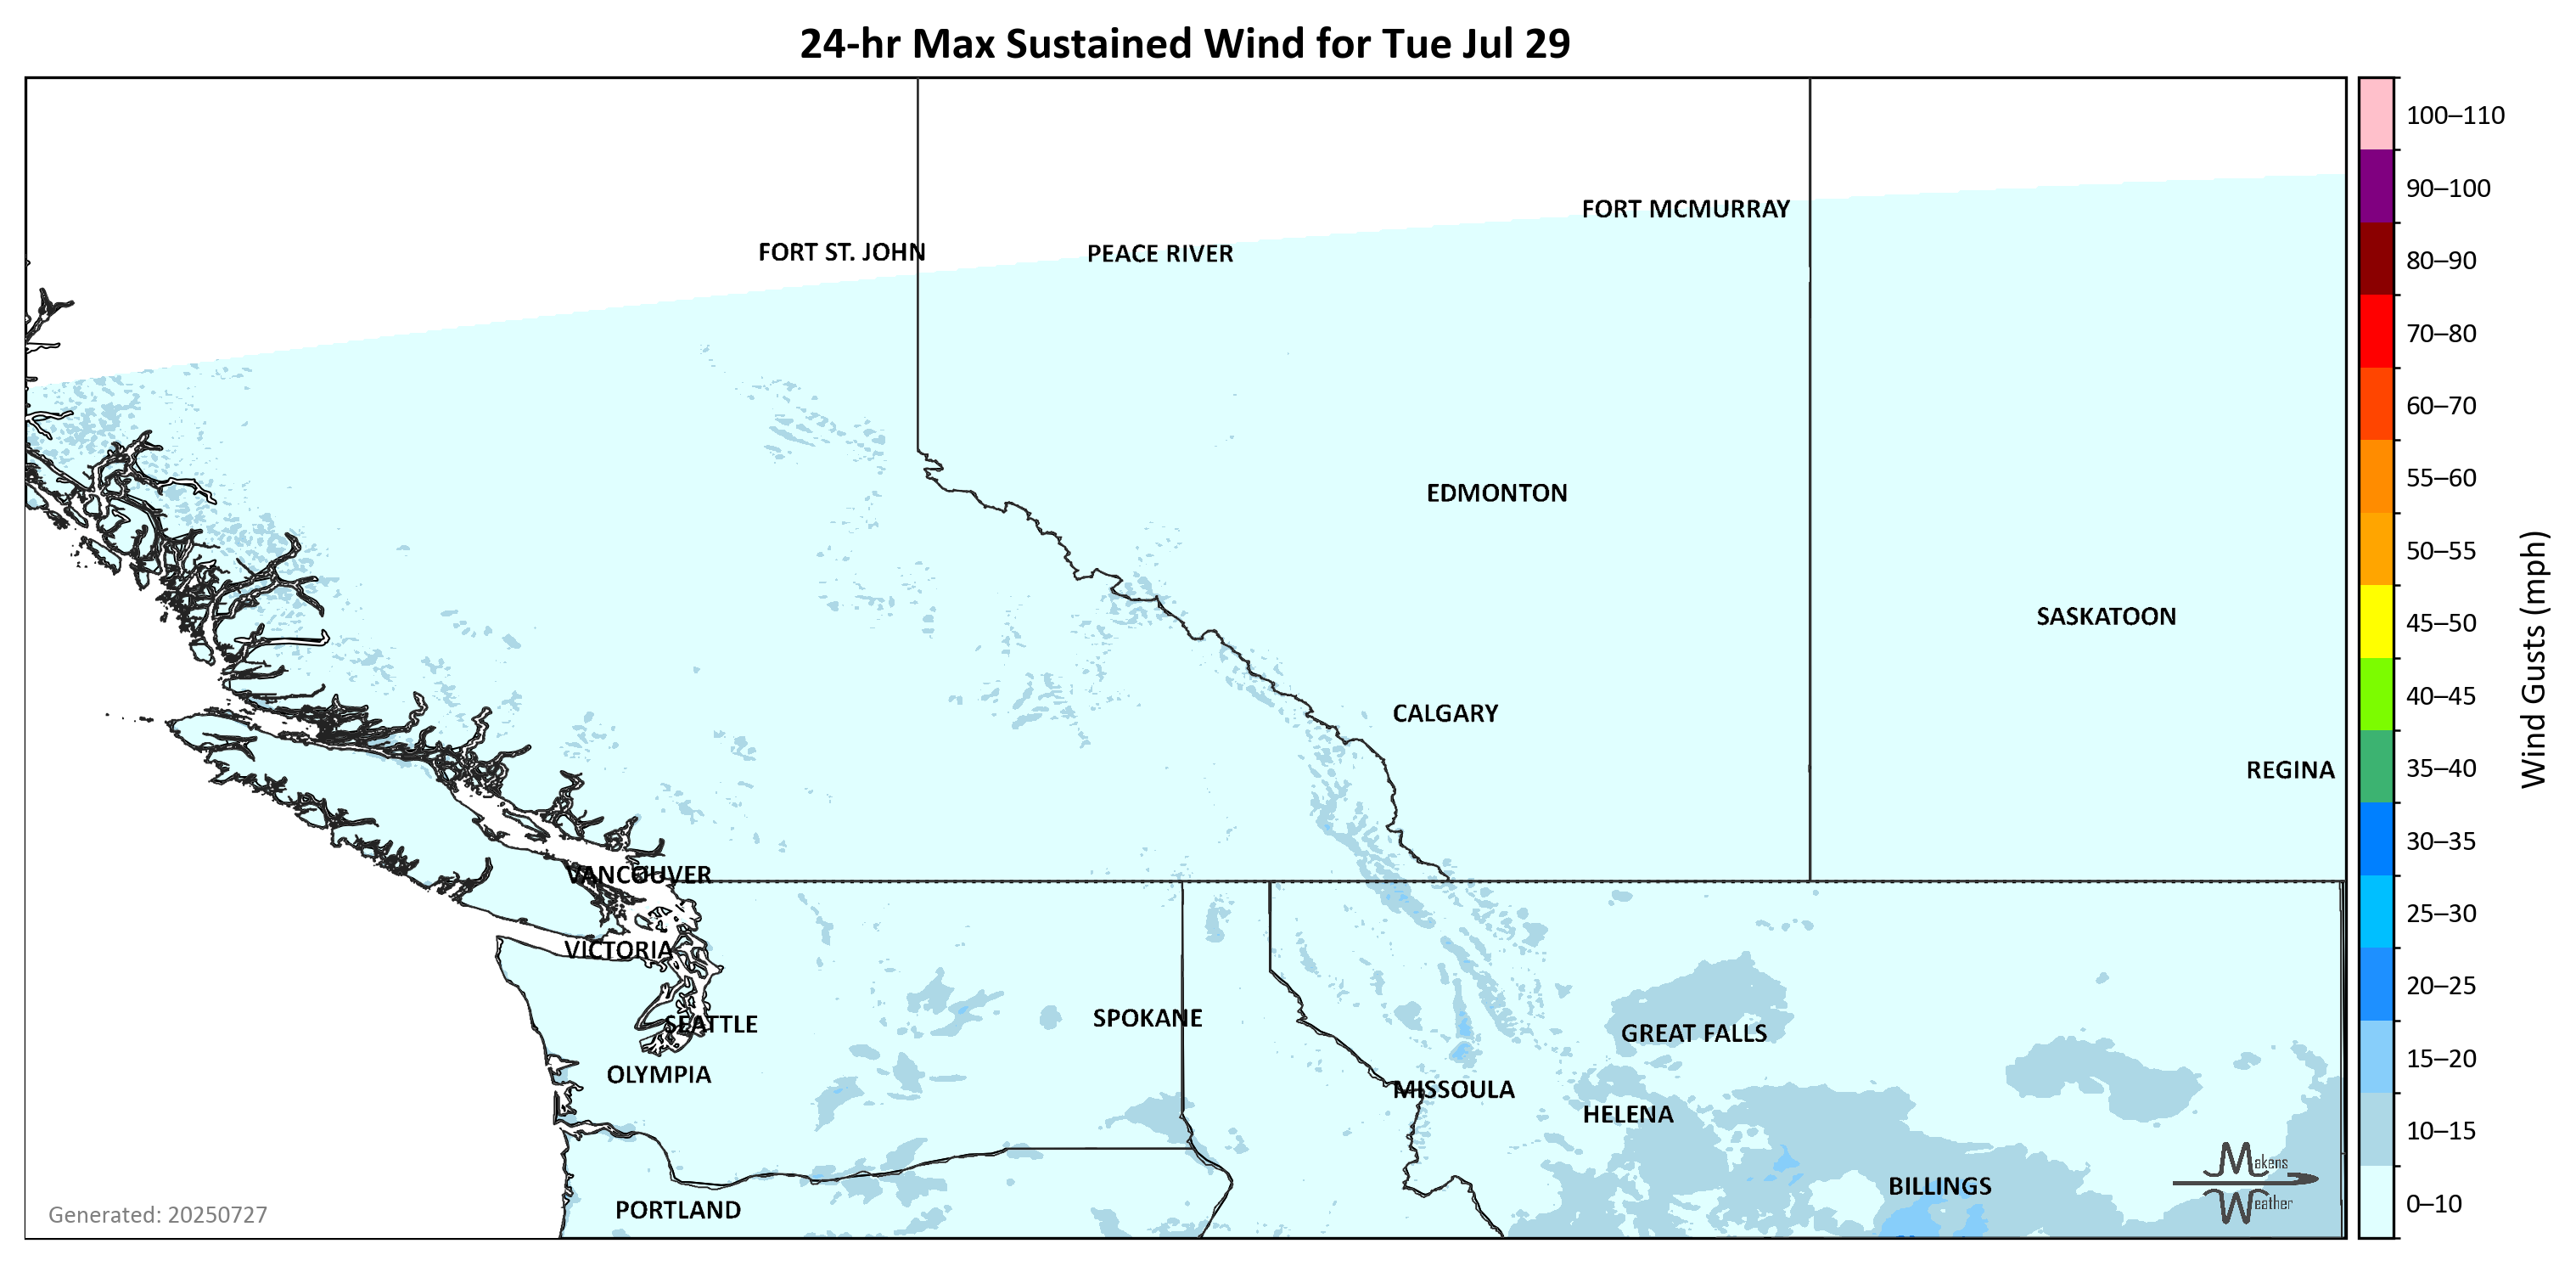 24-hr Max Sustained Wind for Tue Jul 29
100–110
FORT MCMURRAY
90–100
FORT ST. JOHN
PEACE RIVER
80–90
70–80
60–70
EDMONTON
55–60
50–55
SASKATOON
45–50
Wind Gusts (mph)
CALGARY
40–45
REGINA
35–40
30–35
VANCOUVER
25–30
VICTORIA
20–25
SEATTLE
SPOKANE
GREAT FALLS
15–20
OLYMPIA
MISSOULA
HELENA
10–15
Makens
Weather
BILLINGS
PORTLAND
0–10
Generated: 20250727